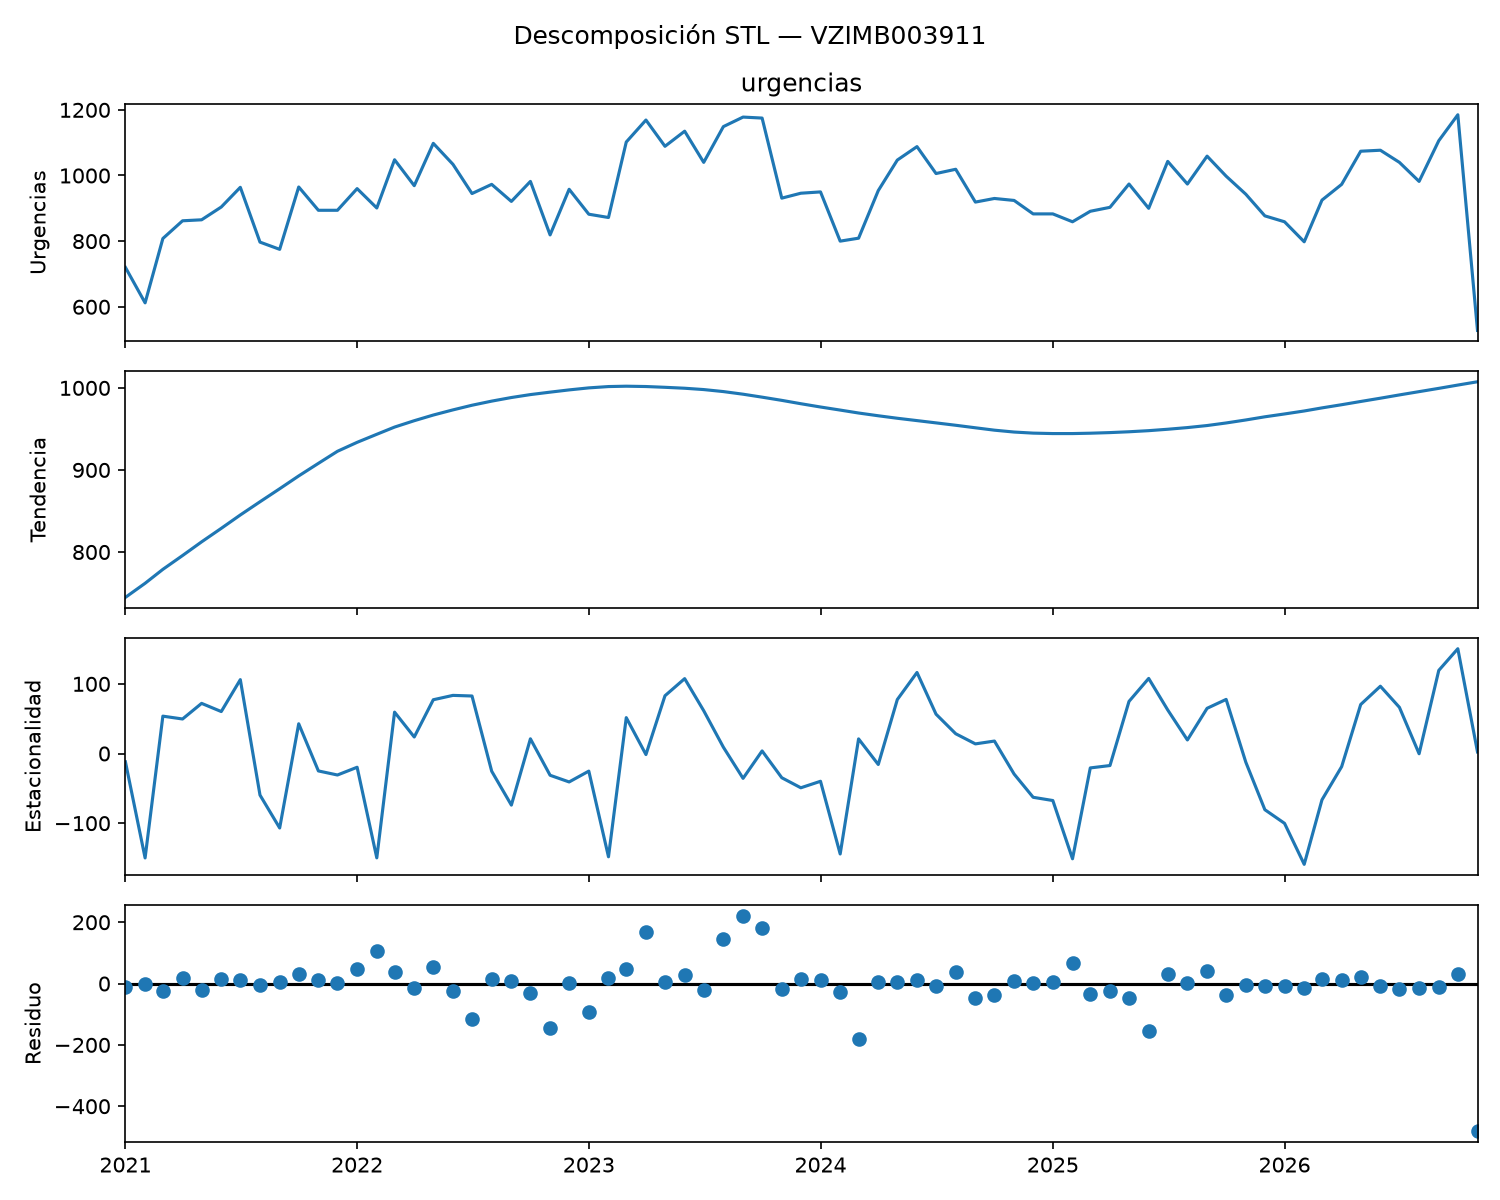 Descomposición STL — VZIMB003911
urgencias
Urgencias
1200
1000
800
600
Tendencia
1000
900
800
Estacionalidad
100
0
−100
Residuo
200
0
−200
−400
2021 2022 2023 2024 2025 2026